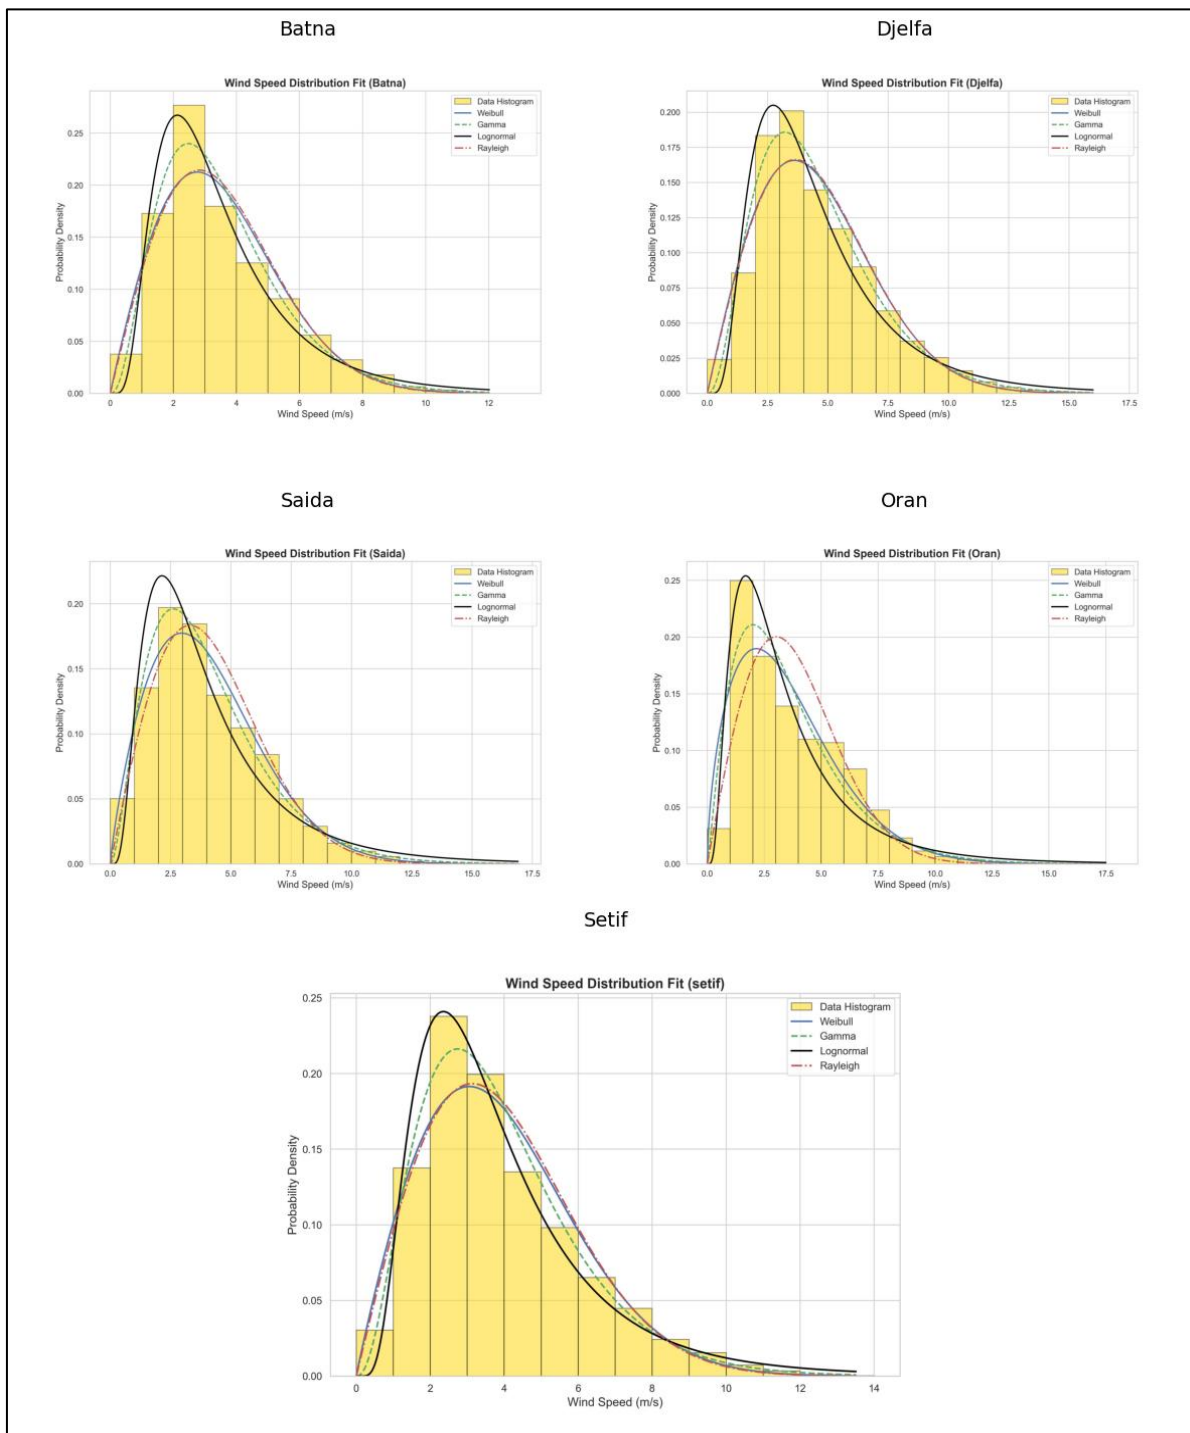 Batna
Djelfa
Wind Speed Distribution Fit (Batna)
Data Histogram
Weibull
Gamma
Lognormal
Rayleigh
Probability Density
0.25
0.20
0.15
0.10
0.05
0.00
0 2 4 6 8 10 12
Wind Speed (m/s)
Wind Speed Distribution Fit (Djelfa)
Data Histogram
Weibull
Gamma
Lognormal
Rayleigh
Probability Density
0.200
0.175
0.150
0.125
0.100
0.075
0.050
0.025
0.000
0.0 2.5 5.0 7.5 10.0 12.5 15.0 17.5
Wind Speed (m/s)
Saida
Oran
Wind Speed Distribution Fit (Saida)
Data Histogram
Weibull
Gamma
Lognormal
Rayleigh
Probability Density
0.20
0.15
0.10
0.05
0.00
0.0 2.5 5.0 7.5 10.0 12.5 15.0 17.5
Wind Speed (m/s)
Wind Speed Distribution Fit (Oran)
Data Histogram
Weibull
Gamma
Lognormal
Rayleigh
Probability Density
0.25
0.20
0.15
0.10
0.05
0.00
0.0 2.5 5.0 7.5 10.0 12.5 15.0 17.5
Wind Speed (m/s)
Setif
Wind Speed Distribution Fit (setif)
Data Histogram
Weibull
Gamma
Lognormal
Rayleigh
Probability Density
0.25
0.20
0.15
0.10
0.05
0.00
0 2 4 6 8 10 12 14
Wind Speed (m/s)